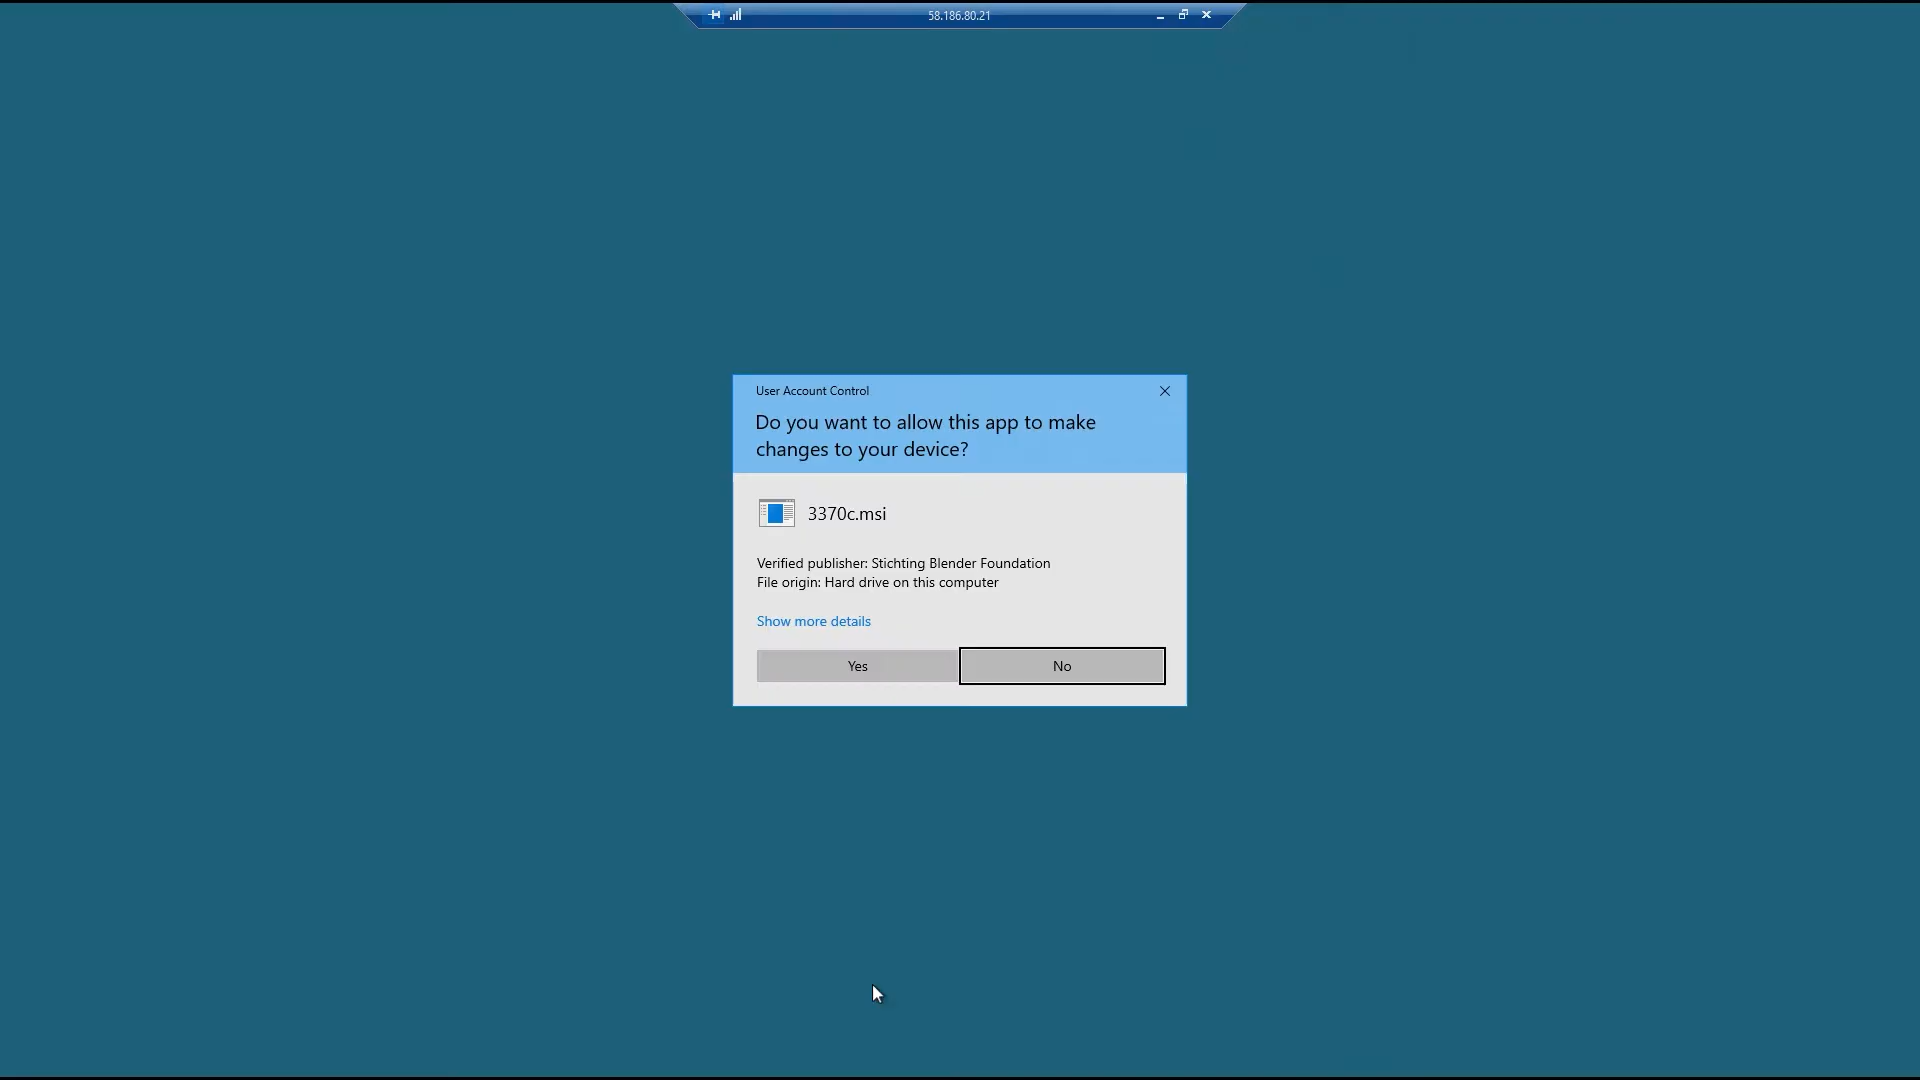 58.186.80.21
User Account Control
Do you want to allow this app to make
changes to your device?
3370c.msi
Verified publisher: Stichting Blender Foundation
File origin: Hard drive on this computer
Show more details
Yes
No